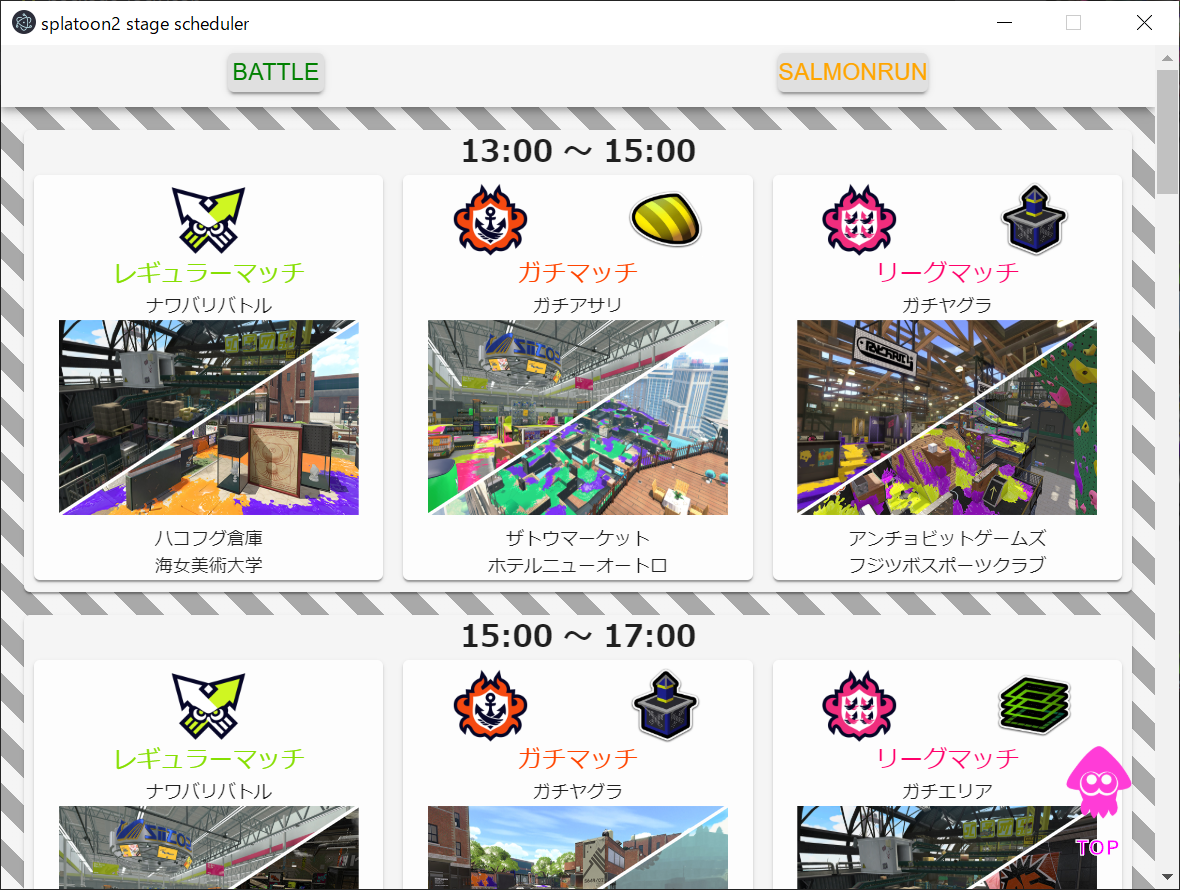 splatoon2 stage scheduler
BATTLE
SALMONRUN
13:00 ～ 15:00
レギュラーマッチ
ナワバリバトル
ハコフグ倉庫
海女美術大学
ガチマッチ
ガチアサリ
ザトウマーケット
ホテルニューオートロ
リーグマッチ
ガチヤグラ
アンチョビットゲームズ
フジツボスポーツクラブ
15:00 ～ 17:00
レギュラーマッチ
ナワバリバトル
ガチマッチ
ガチヤグラ
リーグマッチ
ガチエリア
TOP